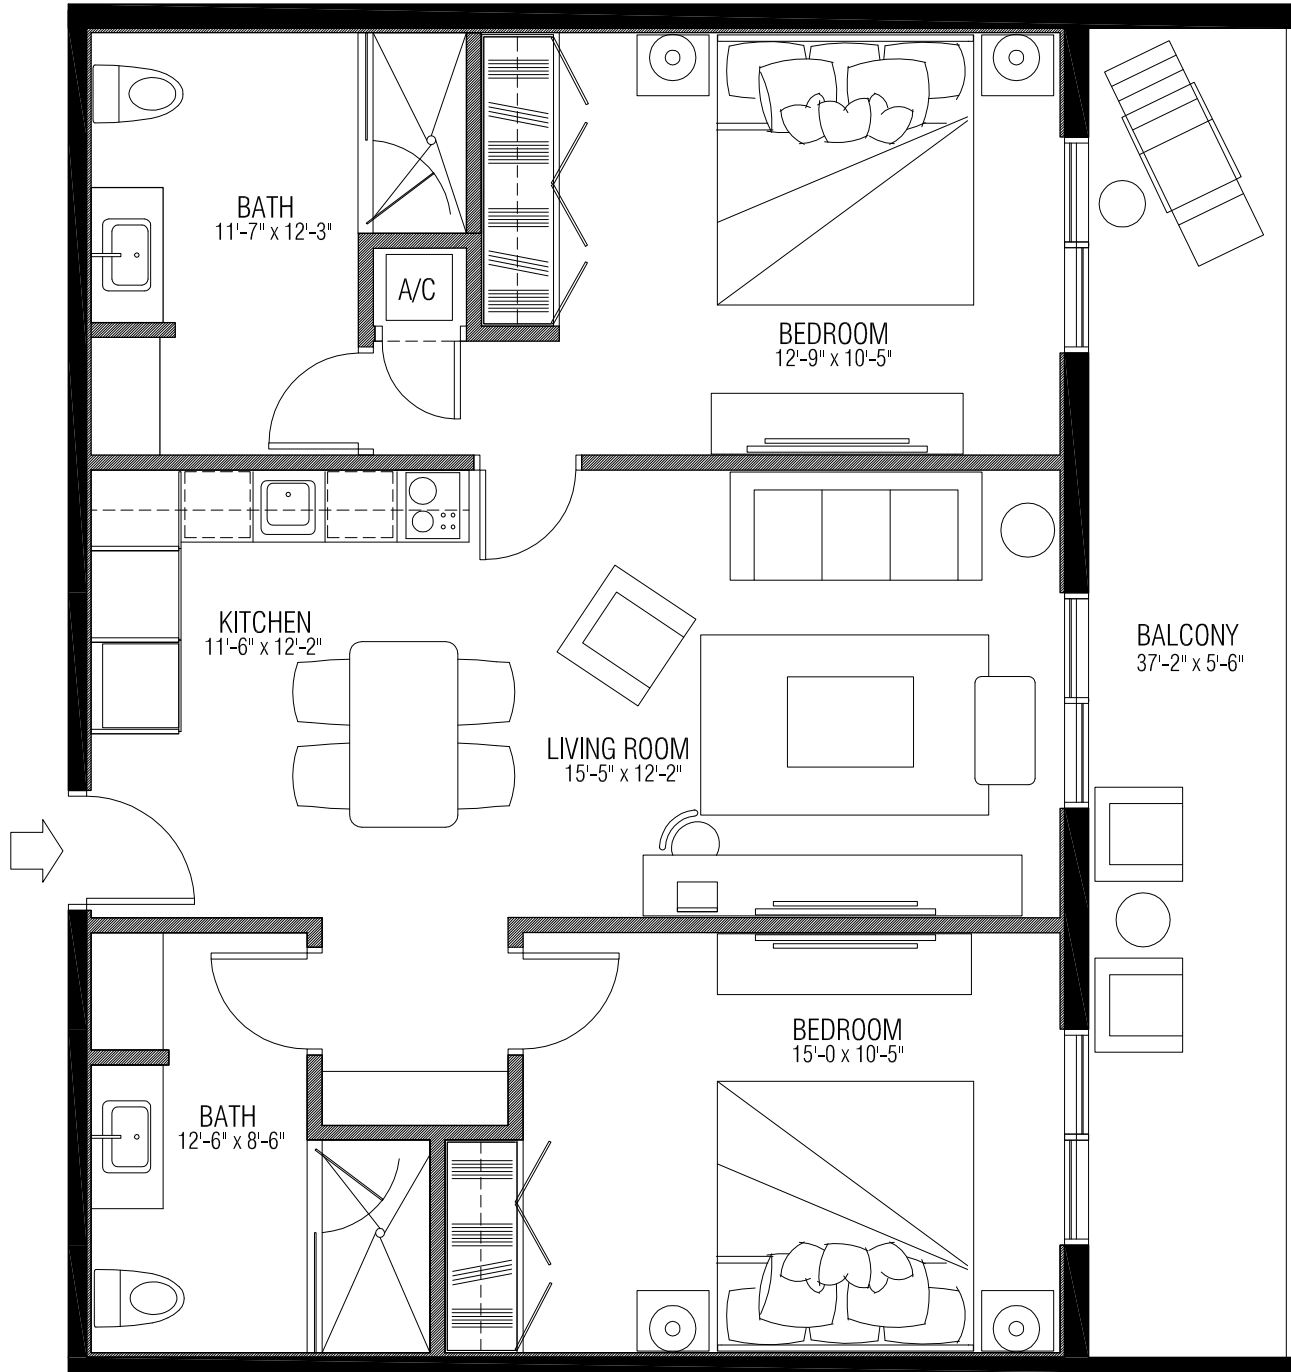 BATH
11'-7" x 12'-3"
A/C
BEDROOM
12'-9" x 10'-5"
KITCHEN
11'-6" x 12'-2"
BALCONY
37'-2" x 5'-6"
LIVING ROOM
15'-5" x 12'-2"
BEDROOM
15'-0 x 10'-5"
BATH
12'-6" x 8'-6"